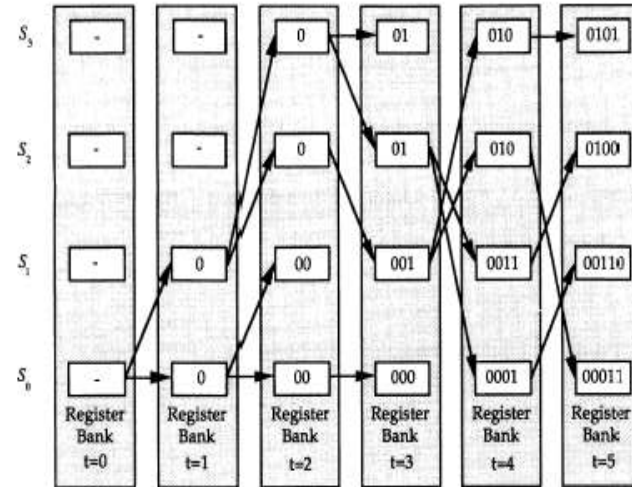 S3 - - 0 01 010 0101
S2 - - 0 01 010 0100
S1 - 0 00 001 0011 00110
S0 - 0 00 000 0001 00011
Register Register Register Register Register Register
Bank Bank Bank Bank Bank Bank
t=0 t=1 t=2 t=3 t=4 t=5